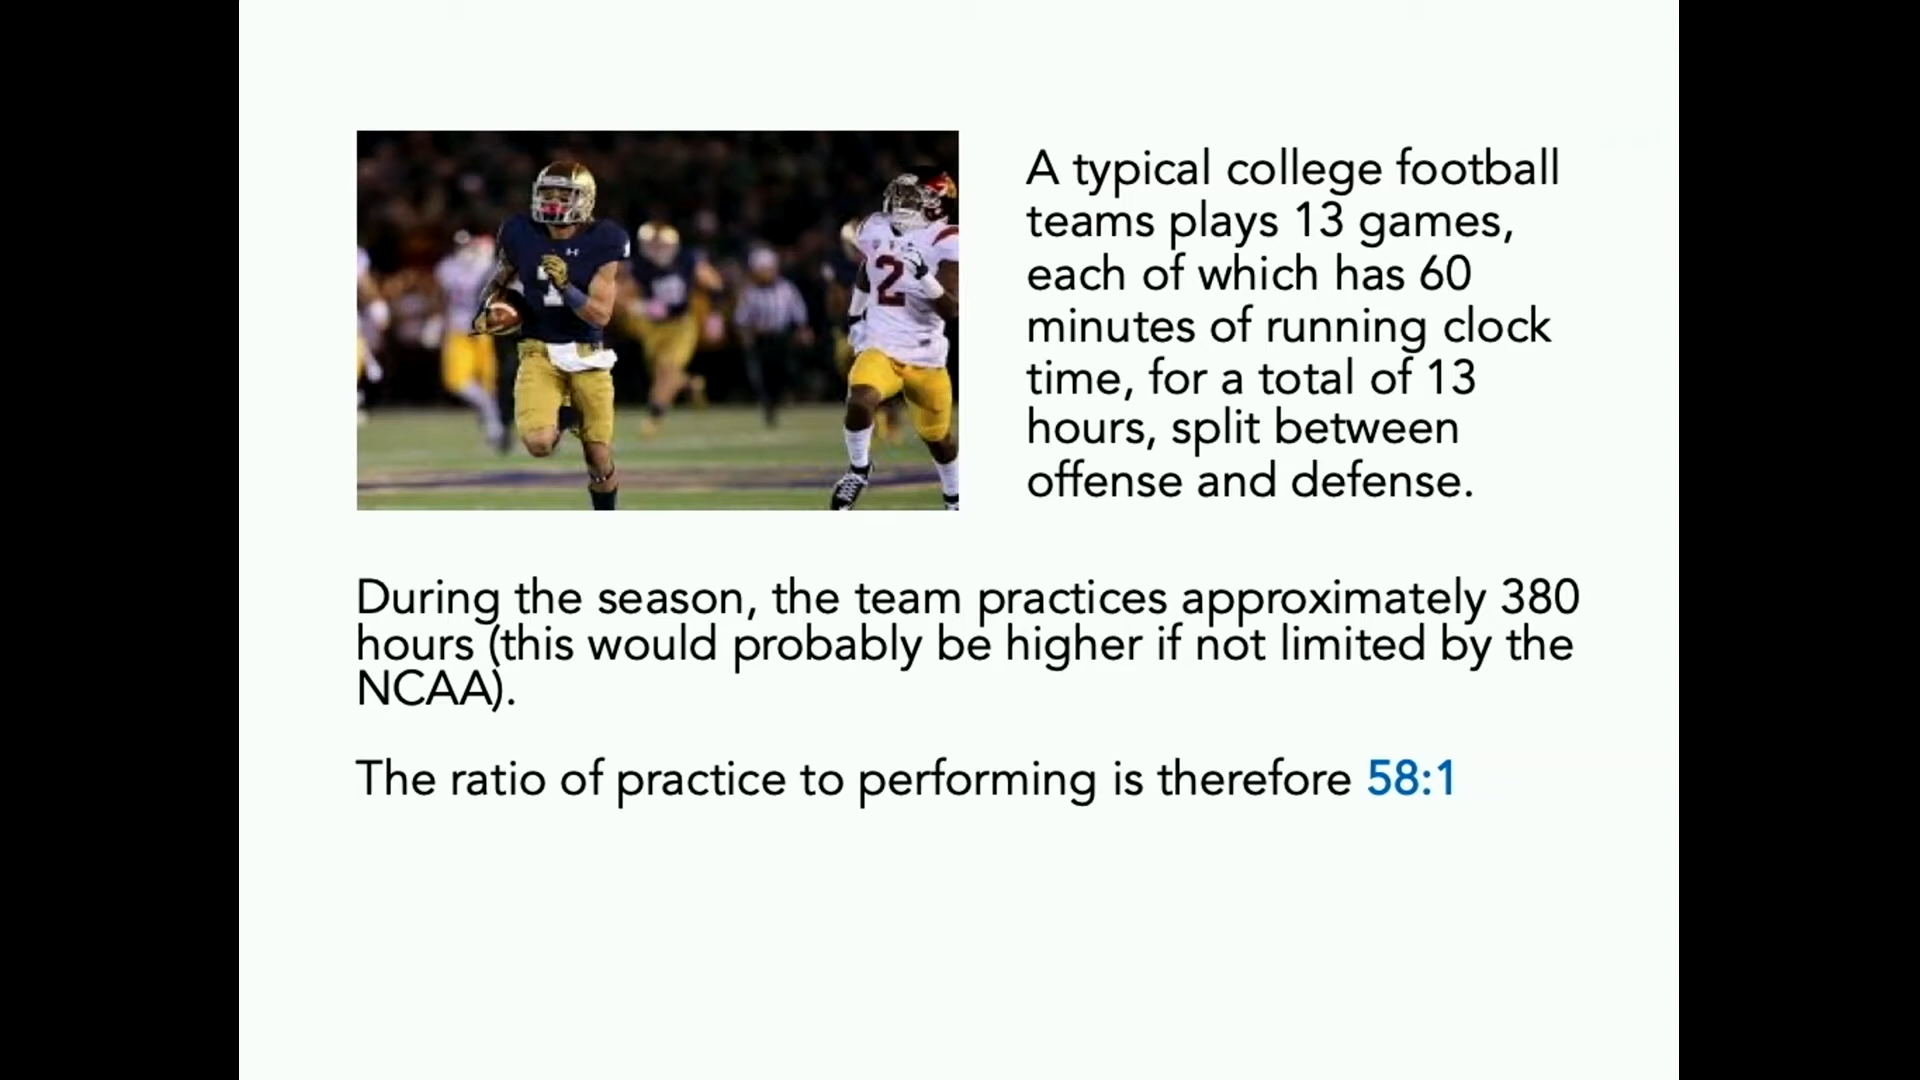 A typical college football
teams plays 13 games,
each of which has 60
minutes of running clock
time, for a total of 13
hours, split between
offense and defense.
2
During the season, the team practices approximately 380
hours (this would probably be higher if not limited by the
NCAA).
The ratio of practice to performing is therefore 58:1